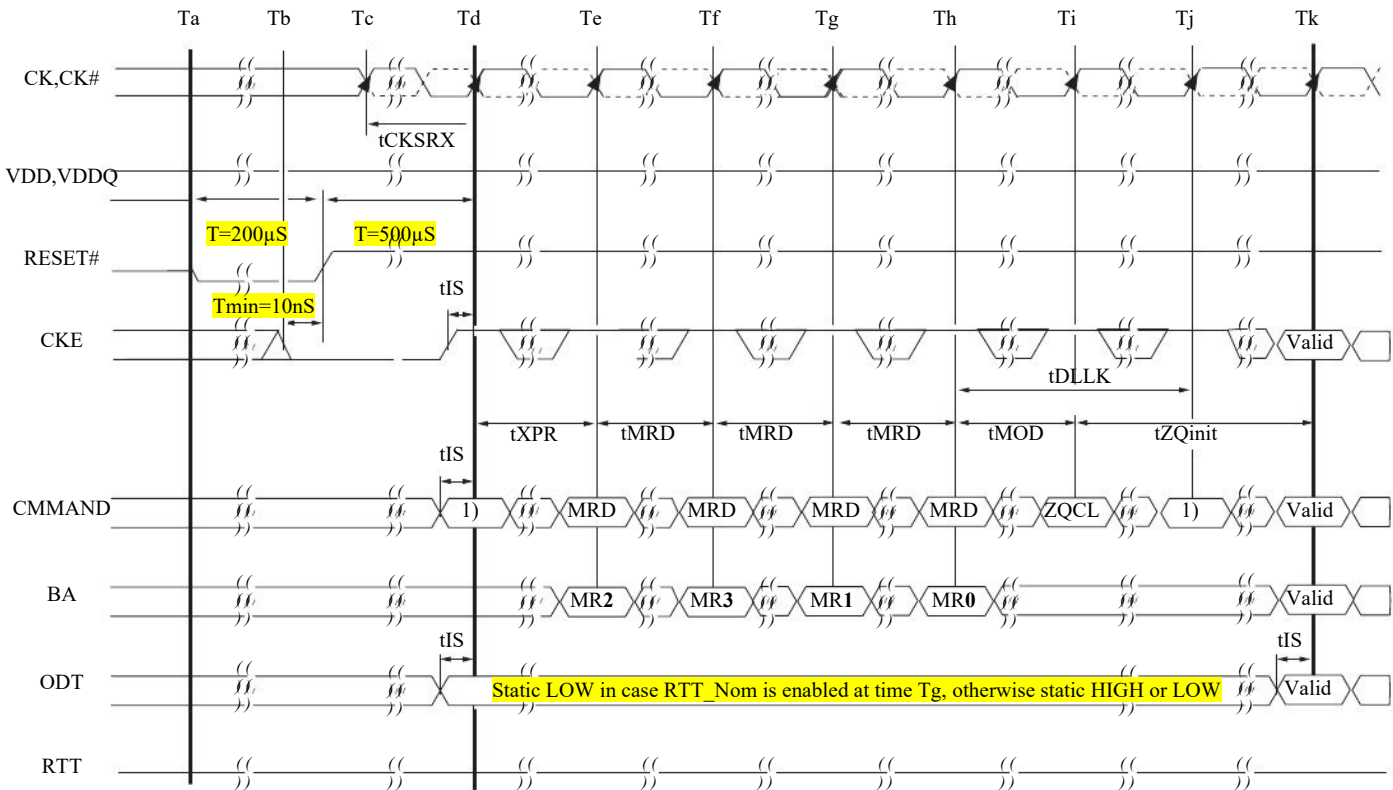 Ta Tb Tc Td Te Tf Tg Th Ti Tj Tk
CK,CK#
tCKSRX
VDD,VDDQ
T=200µS T=500µS
RESET#
Tmin=10nS tIS
CKE Valid
tDLLK
tXPR tMRD tMRD tMRD tMOD tZQinit
tIS
CMMAND 1) MRD MRD MRD MRD ZQCL 1) Valid
BA MR2 MR3 MR1 MR0 Valid
tIS tIS
ODT Static LOW in case RTT_Nom is enabled at time Tg, otherwise static HIGH or LOW Valid
RTT